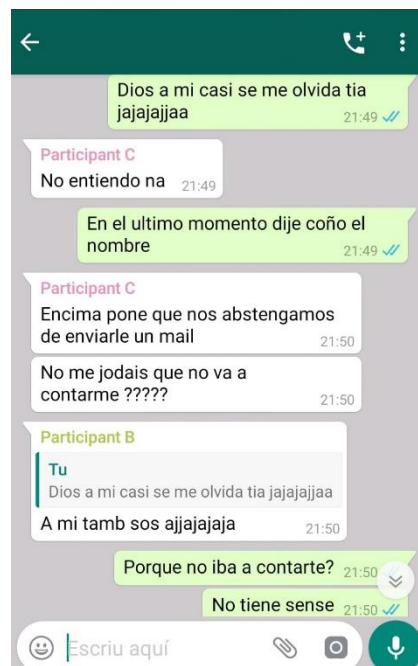 Dios a mi casi se me olvida tia
jajajajjaa
21:49
Participant C
No entiendo na 21:49
En el ultimo momento dije coño el
nombre
21:49
Participant C
Encima pone que nos abstengamos
de enviarle un mail
21:50
No me jodais que no va a
contarme ?????
21:50
Participant B
Tu
Dios a mi casi se me olvida tia jajajajjaa
A mi tamb sos ajjajajaja 21:50
Porque no iba a contarte? 21:50
No tiene sense 21:50
Escriu aquí